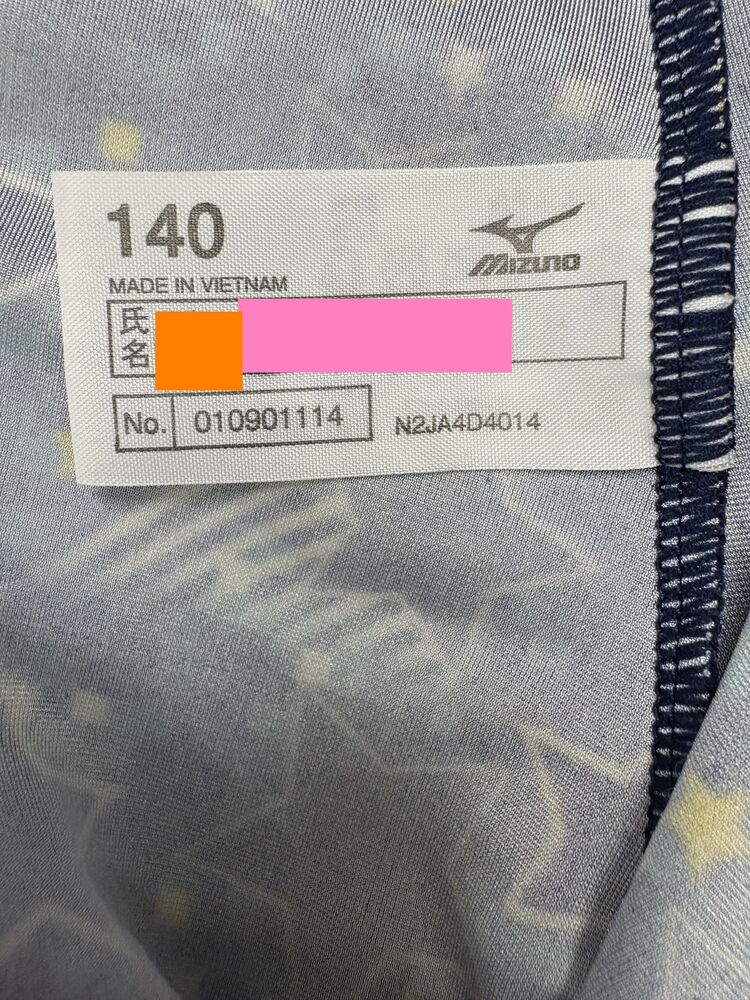 140
MIZUNO
MADE IN VIETNAM
氏名
No. 010901114
N2JA4D4014